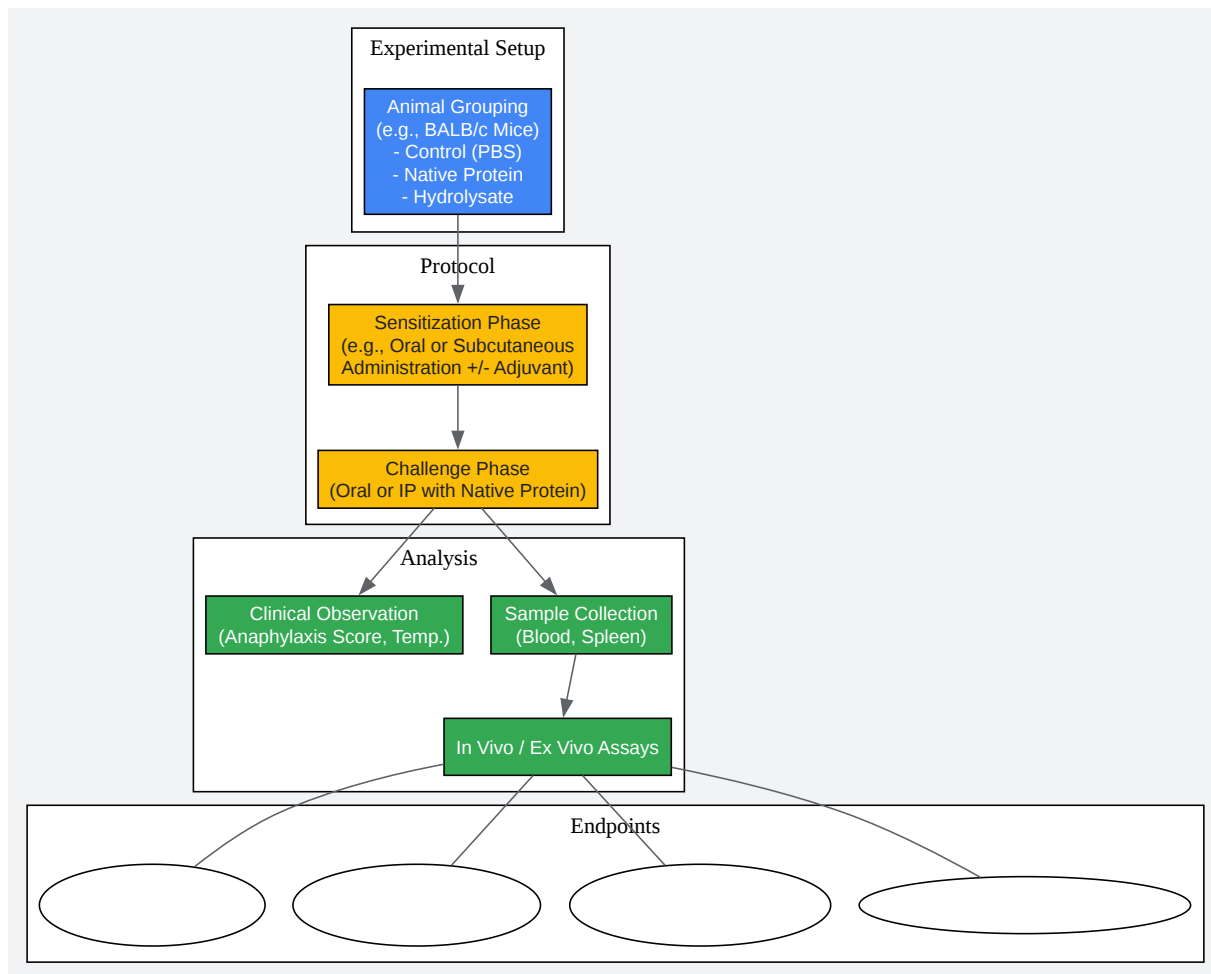 Experimental Setup
Animal Grouping
(e.g., BALB/c Mice)
- Control (PBS)
- Native Protein
- Hydrolysate
Protocol
Sensitization Phase
(e.g., Oral or Subcutaneous
Administration +/- Adjuvant)
Challenge Phase
(Oral or IP with Native Protein)
Analysis
Clinical Observation
(Anaphylaxis Score, Temp.)
Sample Collection
(Blood, Spleen)
In Vivo / Ex Vivo Assays
Endpoints